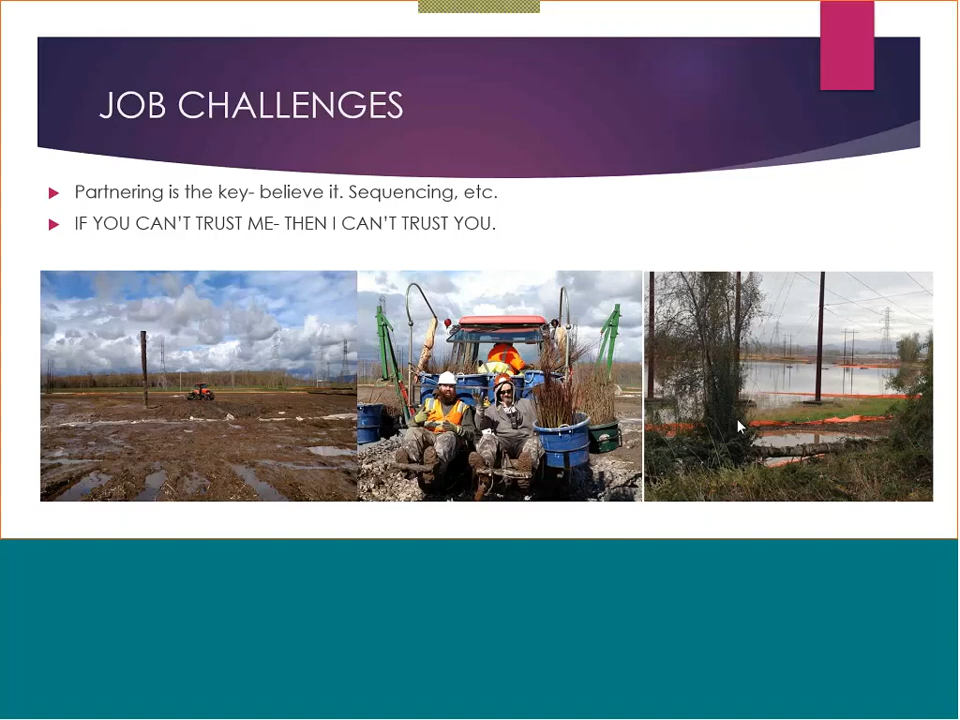 JOB CHALLENGES
Partnering is the key- believe it. Sequencing, etc.
IF YOU CAN'T TRUST ME- THEN I CAN'T TRUST YOU.